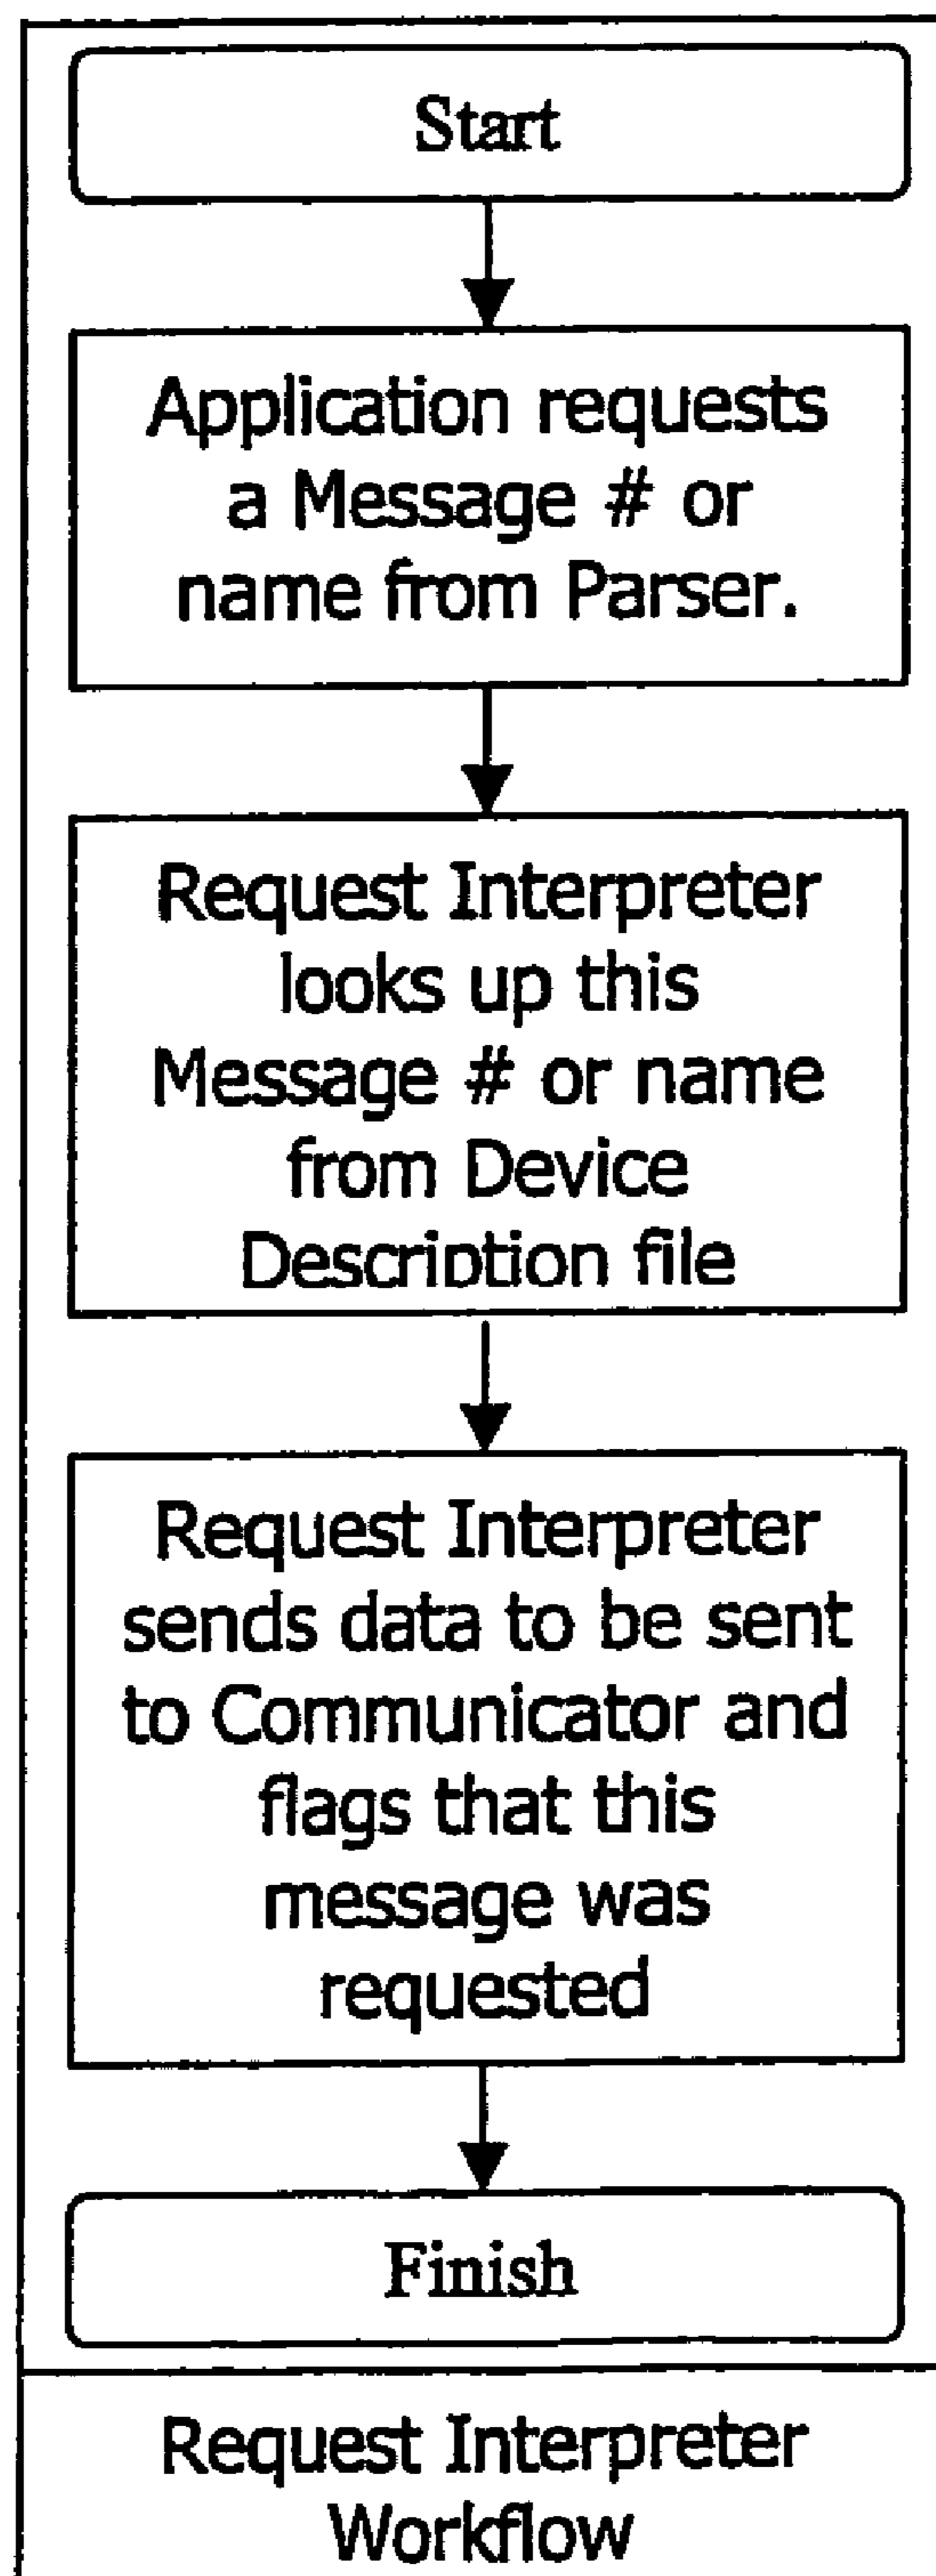 Start
Application requests
a Message # or
name from Parser.
Request Interpreter
looks up this
Message # or name
from Device
Description file
Request Interpreter
sends data to be sent
to Communicator and
flags that this
message was
requested
Finish
Request Interpreter
Workflow